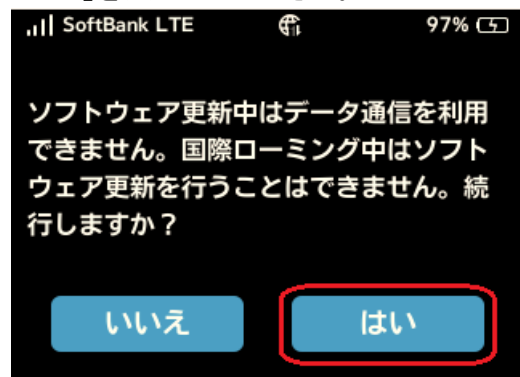 SoftBank LTE 97%
ソフトウェア更新中はデータ通信を利用
できません。国際ローミング中はソフト
ウェア更新を行うことはできません。続
行しますか？
いいえ はい